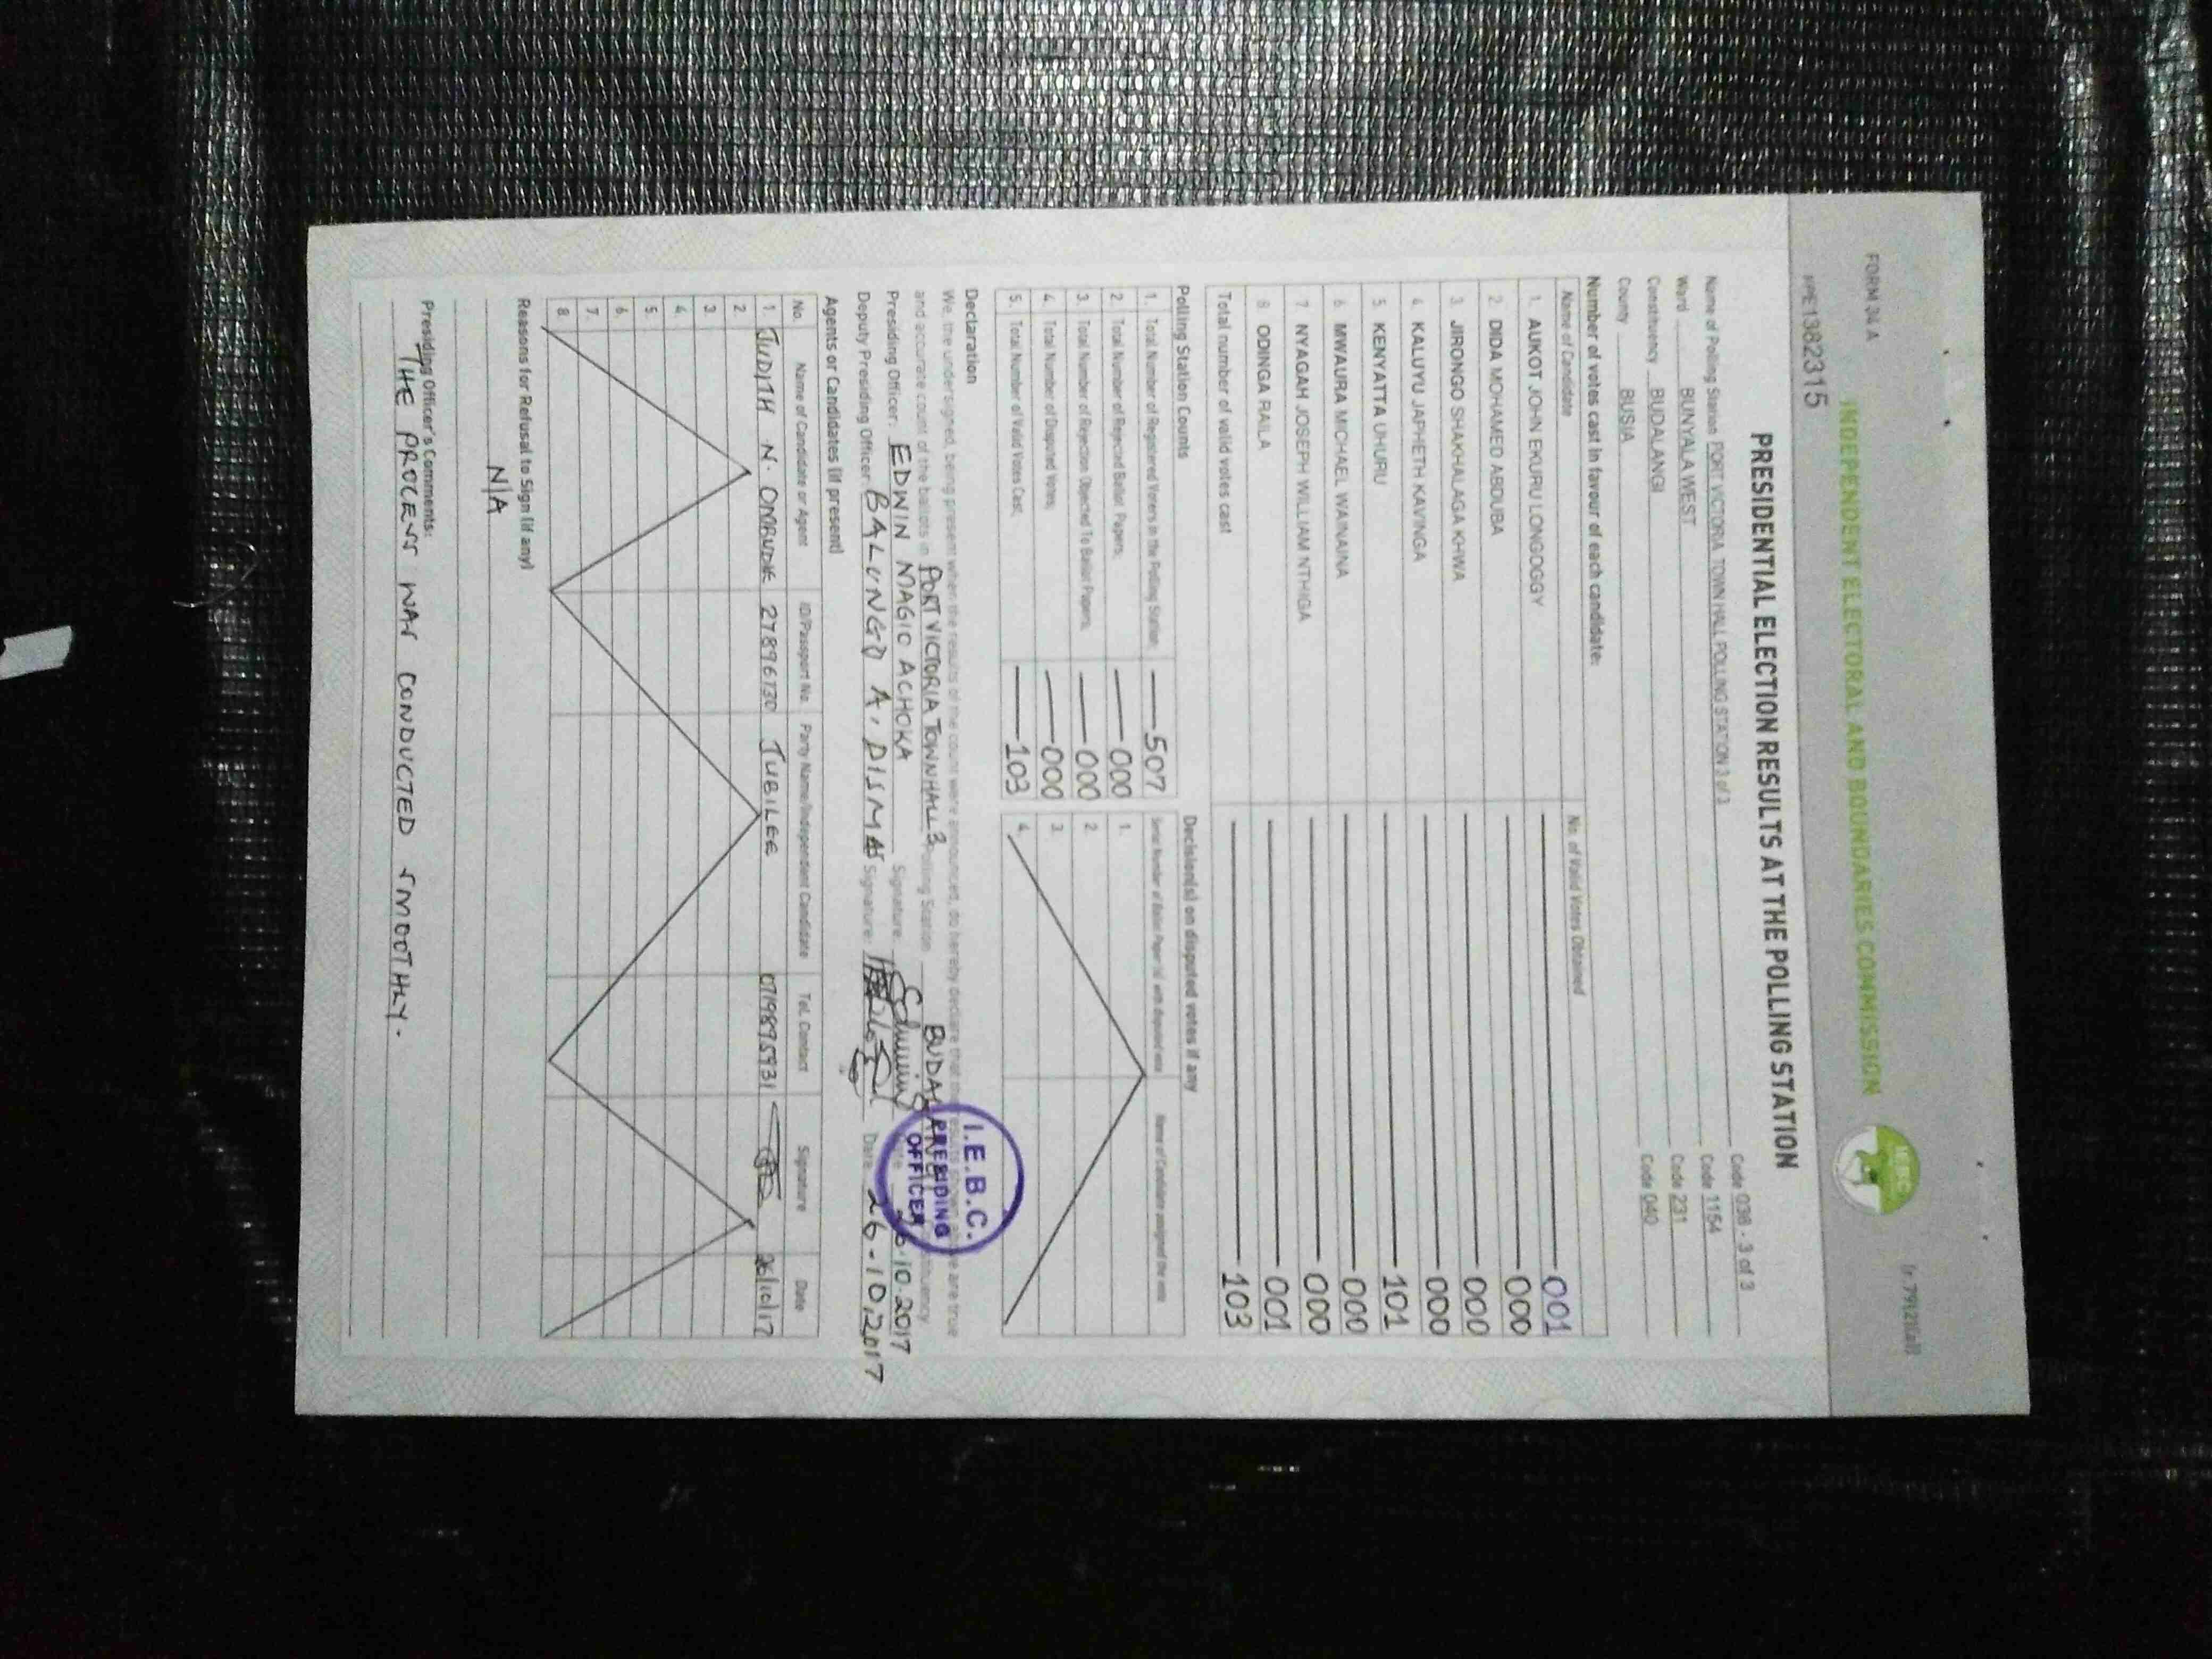 FORM 34 A
INDEPENDENT ELECTORAL AND BOUNDARIES COMMISSION
IEBC
(r.79(2)(a))
PRE1382315
PRESIDENTIAL ELECTION RESULTS AT THE POLLING STATION
Name of Polling Station PORT VICTORIA TOWN HALL POLLING STATION 3 of 3 Code 036 - 3 of 3
Ward BUNYALA WEST Code 1154
Constituency BUDALANGI Code 231
County BUSIA Code 040
Number of votes cast in favour of each candidate:
Name of Candidate No. of Valid Votes Obtained
1. AUKOT JOHN EKURU LONGOGGY 001
2. DIDA MOHAMED ABDUBA 000
3. JIRONGO SHAKHALAGA KHWA 000
4. KALUYU JAPHETH KAVINGA 000
5. KENYATTA UHURU 101
6. MWAURA MICHAEL WAINAINA 000
7. NYAGAH JOSEPH WILLIAM NTHIGA 000
8. ODINGA RAILA 001
Total number of valid votes cast 103
Polling Station Counts Decision(s) on disputed votes if any
1. Total Number of Registered Voters in the Polling Station 507 Serial Number of Ballot Paper(s) with disputed votes Name of Candidate assigned the vote
2. Total Number of Rejected Ballot Papers; 000 1.
3. Total Number of Rejection Objected To Ballot Papers; 000 2.
4. Total Number of Disputed Votes; 000 3.
5. Total Number of Valid Votes Cast; 103 4.
Declaration
We, the undersigned, being present when the results of the count were announced, do hereby declare that the results shown above are true
and accurate count of the ballots in PORT VICTORIA TOWN HALL 3 Polling Station BUDALANGI Constituency
Presiding Officer: EDWIN MAGIO ACHOKA Signature: Date 26.10.2017
Deputy Presiding Officer: BALUNGO A. DISMAS Signature: Date 26.10.2017
I.E.B.C.
PRESIDING
OFFICER
Agents or Candidates (if present)
No. Name of Candidate or Agent ID/Passport No. Party Name/Independent Candidate Tel. Contact Signature Date
1. JUDITH N. 27896730 JUBILEE 0719895931 26/10/17
2.
3.
4.
5.
6.
7.
8.
Reasons for Refusal to Sign (if any)
N/A
Presiding Officer's Comments:
THE PROCESS WAS CONDUCTED SMOOTHLY.